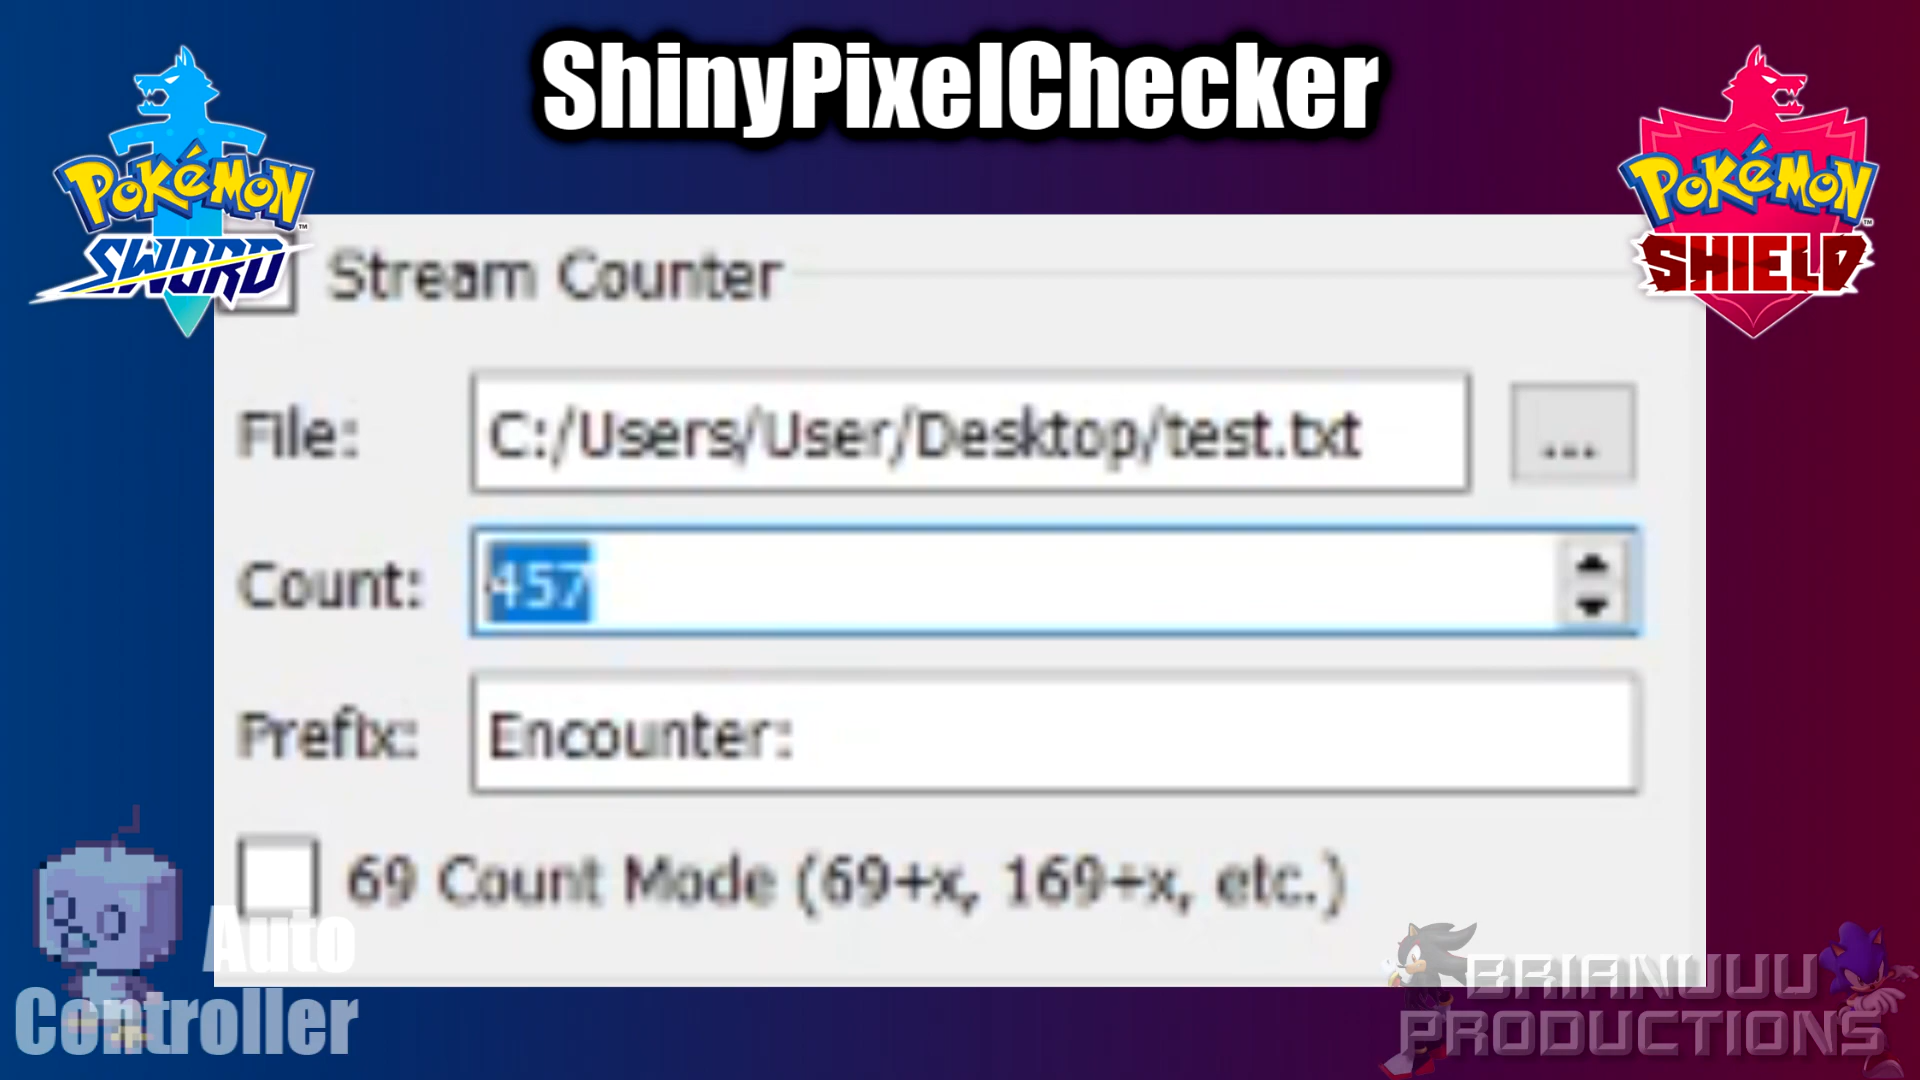 ShinyPixelChecker
POKéMON
SWORD
POKéMON
SHIELD
Stream Counter
File: C:/Users/User/Desktop/test.txt ...
Count: 457
Prefix: Encounter:
69 Count Mode (69+x, 169+x, etc.)
Auto
Controller
BRIANUUU
PRODUCTIONS